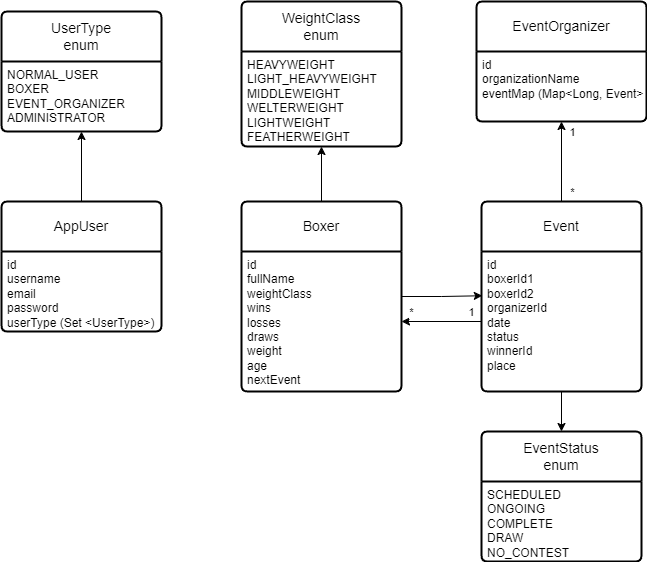 UserType
enum
NORMAL_USER
BOXER
EVENT_ORGANIZER
ADMINISTRATOR
WeightClass
enum
HEAVYWEIGHT
LIGHT_HEAVYWEIGHT
MIDDLEWEIGHT
WELTERWEIGHT
LIGHTWEIGHT
FEATHERWEIGHT
EventOrganizer
id
organizationName
eventMap (Map<Long, Event>
1
*
AppUser
id
username
email
password
userType (Set <UserType>)
Boxer
id
fullName
weightClass
wins
losses
draws
weight
age
nextEvent
* 1
Event
id
boxerId1
boxerId2
organizerId
date
status
winnerId
place
EventStatus
enum
SCHEDULED
ONGOING
COMPLETE
DRAW
NO_CONTEST